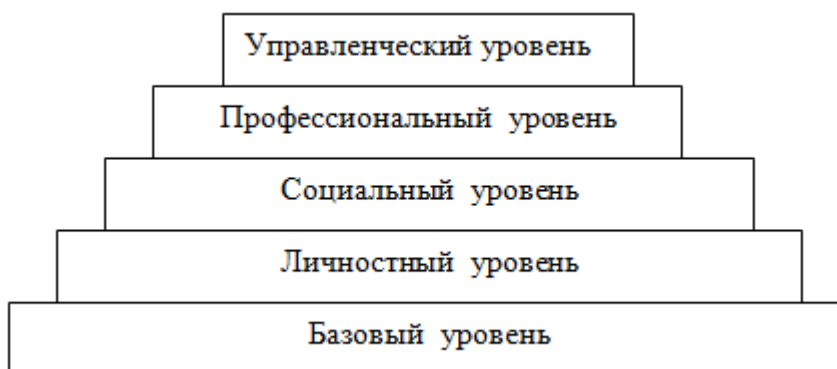 Управленческий уровень
Профессиональный уровень
Социальный уровень
Личностный уровень
Базовый уровень